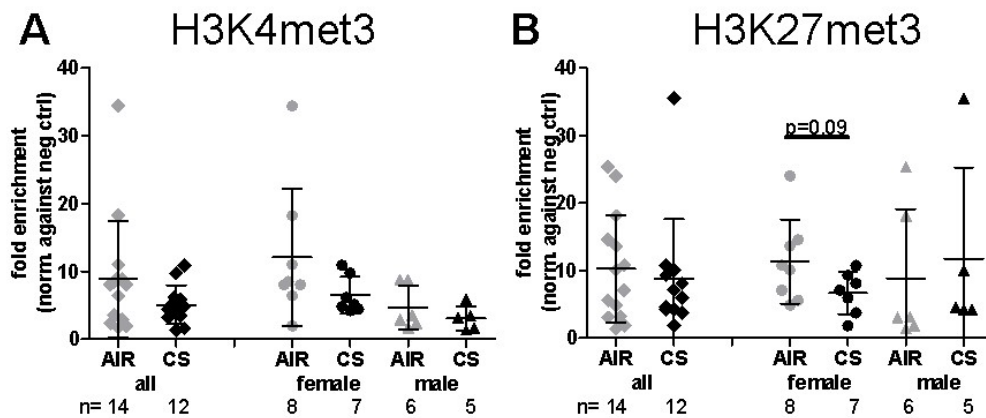 A H3K4met3
fold enrichment
(norm. against neg ctrl)
40
30
20
10
0
AIR CS AIR CS AIR CS
all female male
n= 14 12 8 7 6 5
B H3K27met3
fold enrichment
(norm. against neg ctrl)
40
30
20
10
0
p=0.09
AIR CS AIR CS AIR CS
all female male
n= 14 12 8 7 6 5